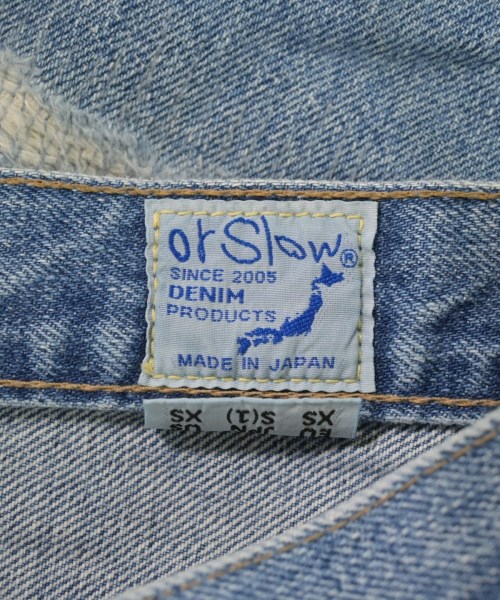 orSlow®
SINCE 2005
DENIM
PRODUCTS
MADE IN JAPAN